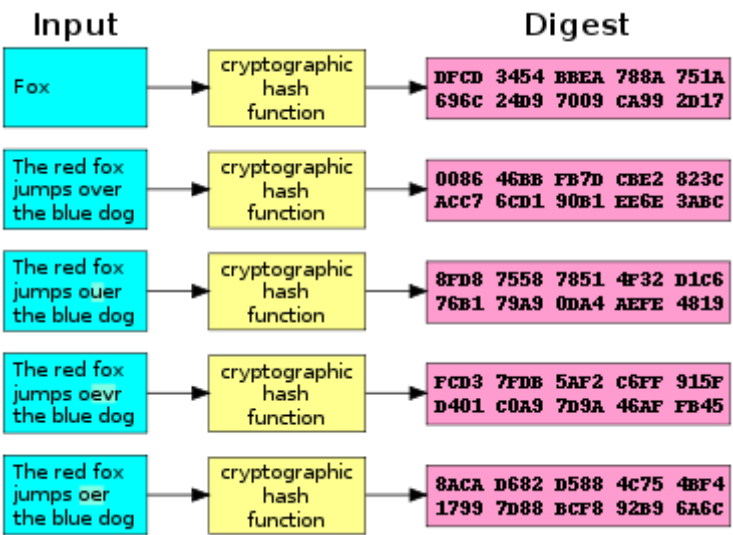 Input
Digest
Fox
cryptographic
hash
function
DFCD 3454 BBEA 788A 751A
696C 24D9 7009 CA99 2D17
The red fox
jumps over
the blue dog
cryptographic
hash
function
0086 46BB FB7D CBE2 823C
ACC7 6CD1 90B1 EE6E 3ABC
The red fox
jumps ouer
the blue dog
cryptographic
hash
function
8FD8 7558 7851 4F32 D1C6
76B1 79A9 0DA4 AEFE 4819
The red fox
jumps oevr
the blue dog
cryptographic
hash
function
FCD3 7FDB 5AF2 C6FF 915F
D401 C0A9 7D9A 46AF FB45
The red fox
jumps oer
the blue dog
cryptographic
hash
function
8ACA D682 D588 4C75 4BF4
1799 7D88 BCF8 92B9 6A6C